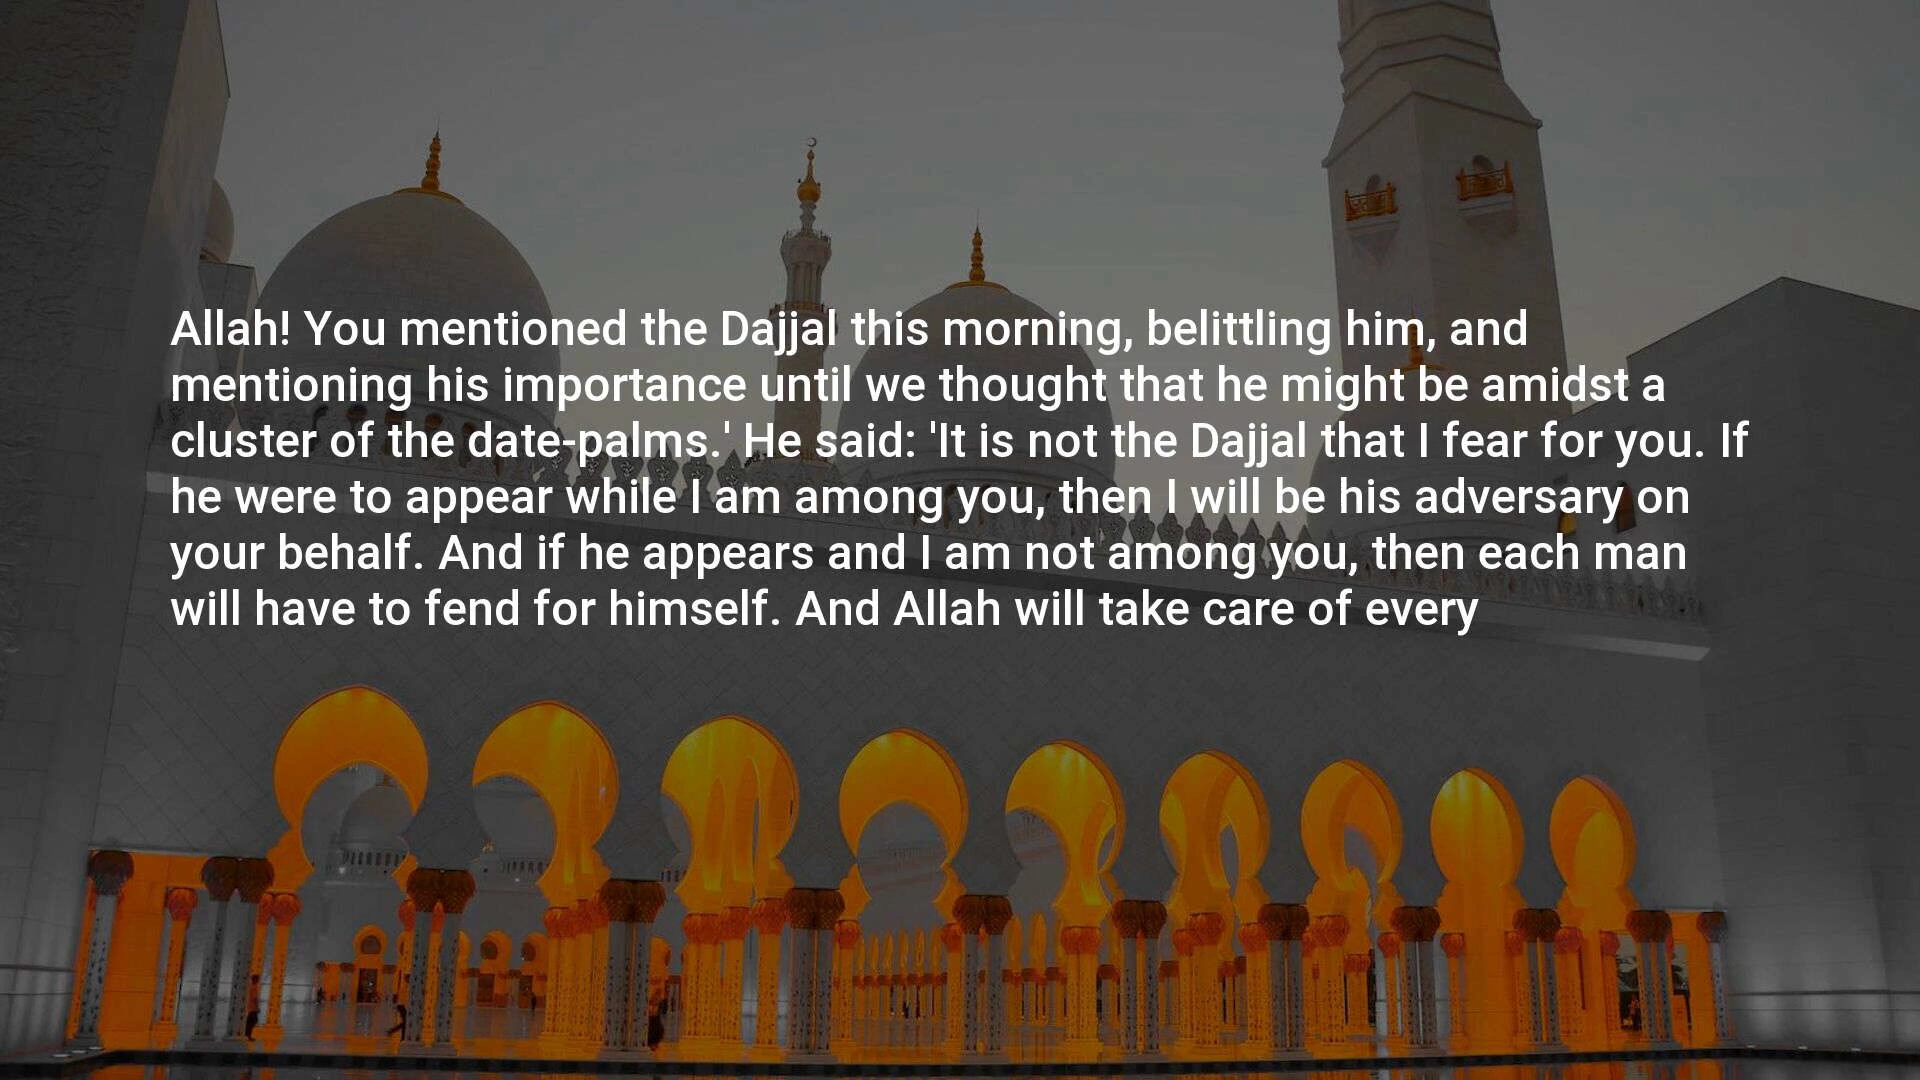 Allah! You mentioned the Dajjal this morning, belittling him, and
mentioning his importance until we thought that he might be amidst a
cluster of the date-palms.' He said: 'It is not the Dajjal that I fear for you. If
he were to appear while I am among you, then I will be his adversary on
your behalf. And if he appears and I am not among you, then each man
will have to fend for himself. And Allah will take care of every